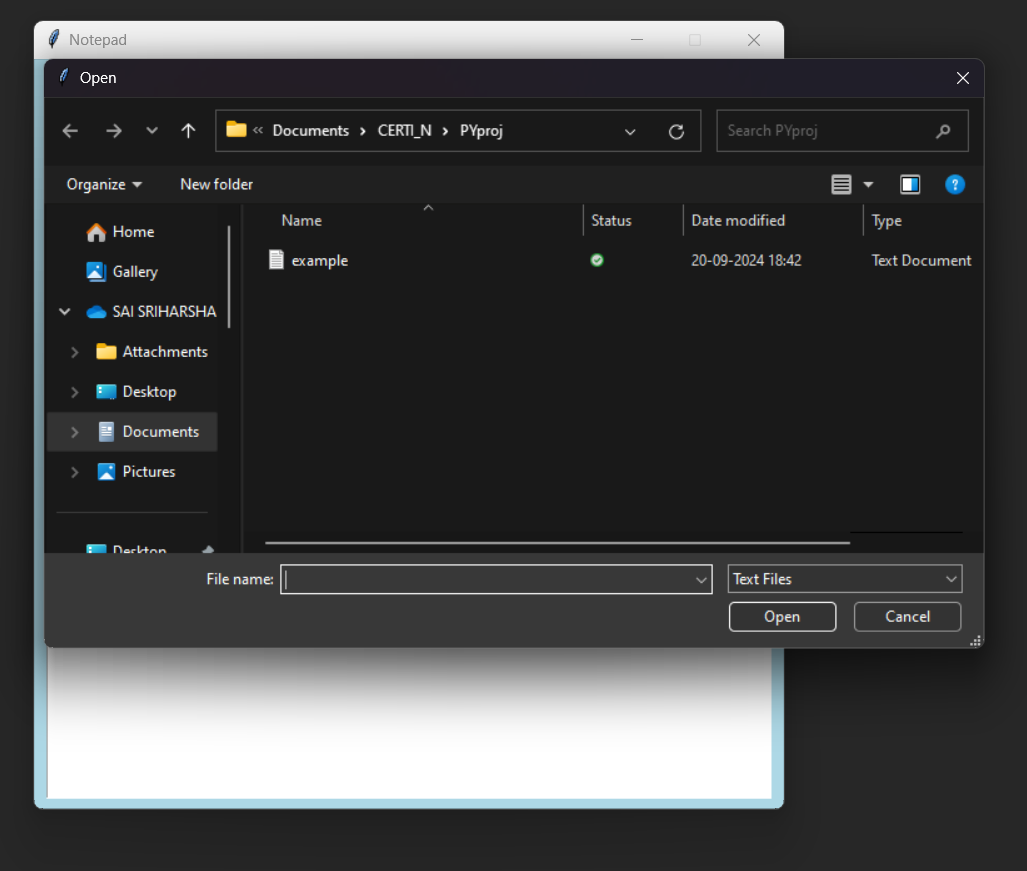 Notepad
Open
« Documents › CERTI_N › PYproj
Search PYproj
Organize
New folder
?
Name
Status
Date modified
Type
example
20-09-2024 18:42
Text Document
Home
Gallery
SAI SRIHARSHA
Attachments
Desktop
Documents
Pictures
Desktop
File name:
Text Files
Open
Cancel